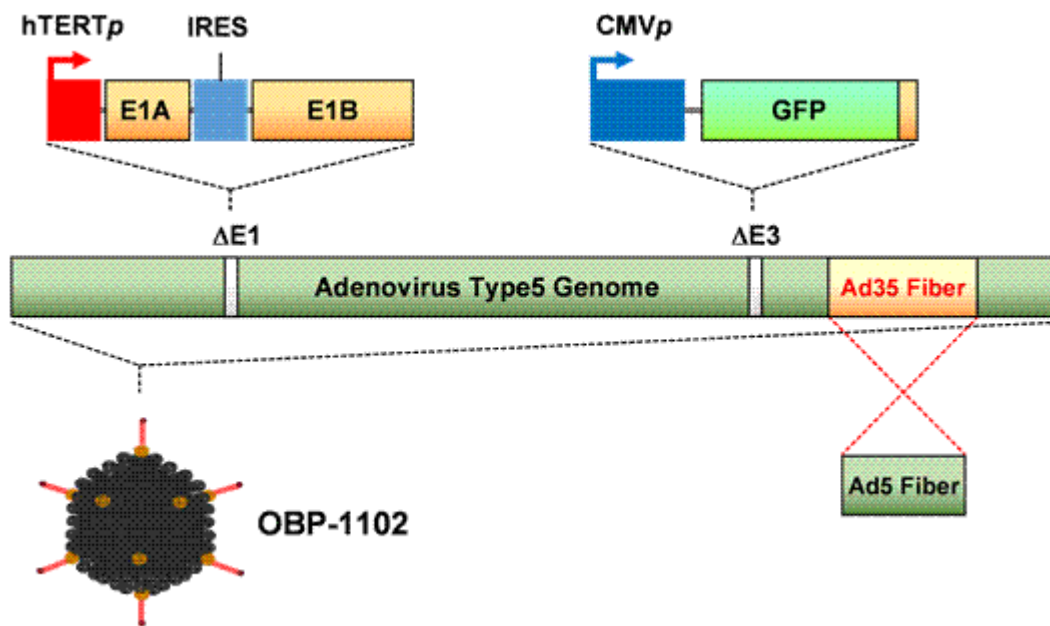 hTERTp IRES CMVp
E1A E1B GFP
ΔE1 ΔE3
Adenovirus Type5 Genome Ad35 Fiber
Ad5 Fiber
OBP-1102